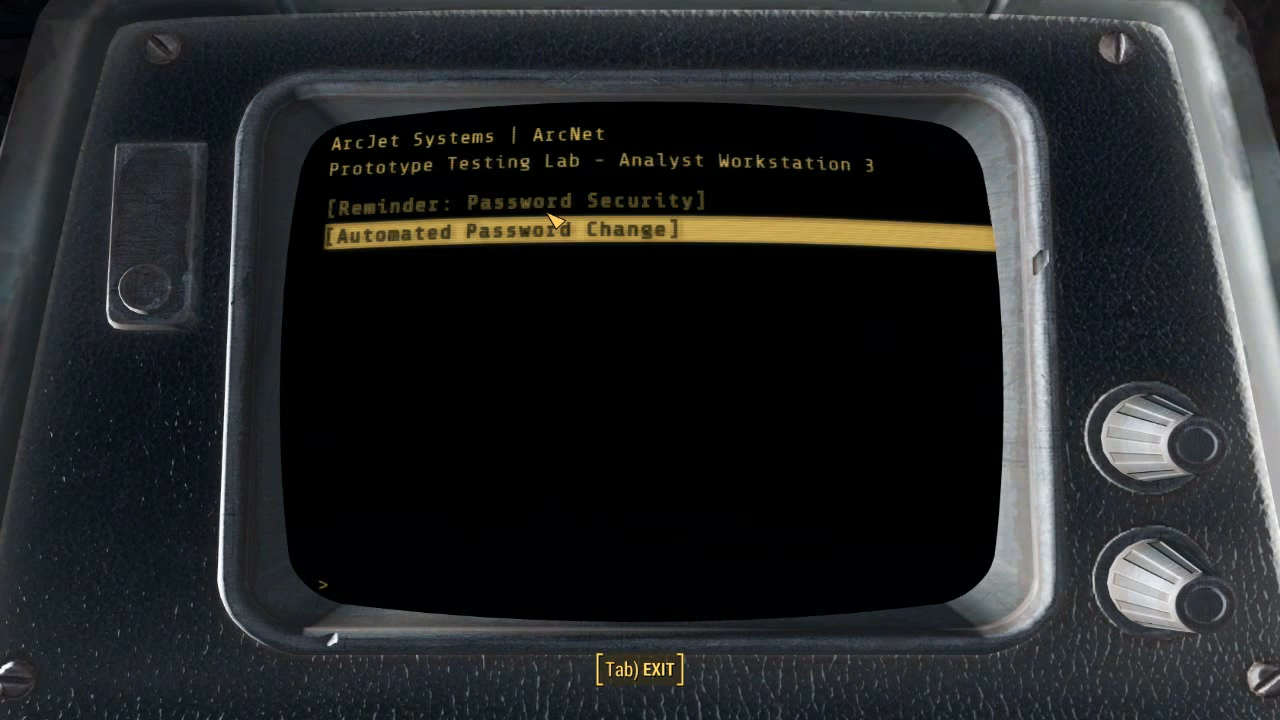 ArcJet Systems | ArcNet
Prototype Testing Lab - Analyst Workstation 3
[Reminder: Password Security]
[Automated Password Change]
>
[Tab) EXIT]